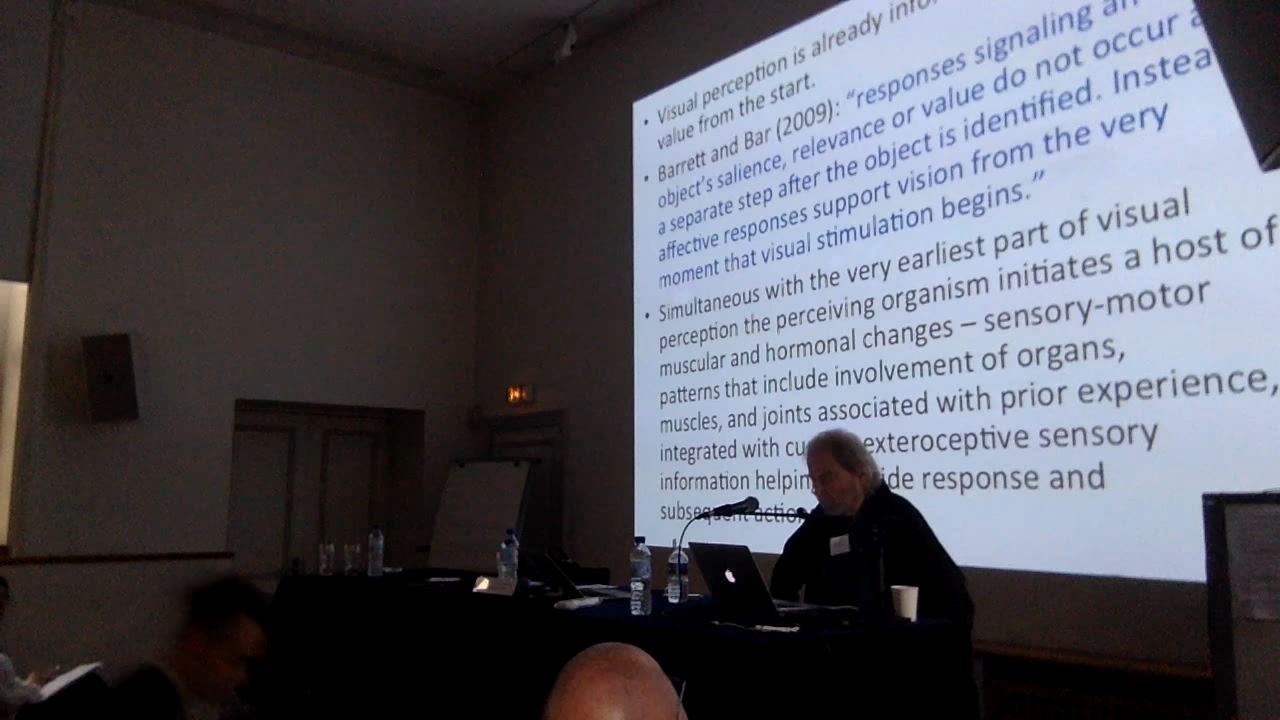 • Visual perception is already
value from the start.
• Barrett and Bar (2009): “responses signaling an
object's salience, relevance or value do not occur
a separate step after the object is identified. Instea
affective responses support vision from the very
moment that visual stimulation begins.”
• Simultaneous with the very earliest part of visual
perception the perceiving organism initiates a host of
muscular and hormonal changes – sensory-motor
patterns that include involvement of organs,
muscles, and joints associated with prior experience,
integrated with exteroceptive sensory
information response and
subsequent